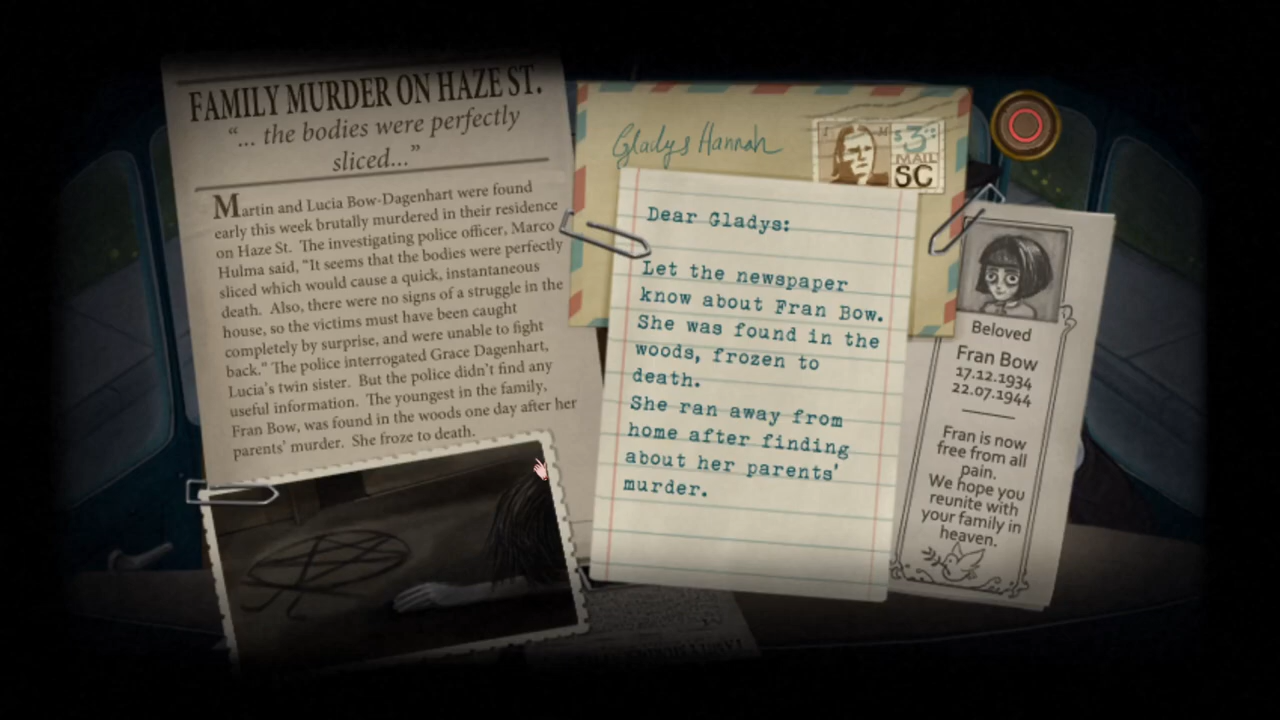 FAMILY MURDER ON HAZE ST.
“... the bodies were perfectly
sliced...”
Martin and Lucia Bow-Dagenhart were found
early this week brutally murdered in their residence
on Haze St. The investigating police officer, Marco
Hulma said, “It seems that the bodies were perfectly
sliced which would cause a quick, instantaneous
death. Also, there were no signs of a struggle in the
house, so the victims must have been caught
completely by surprise, and were unable to fight
back." The police interrogated Grace Dagenhart,
Lucia's twin sister. But the police didn't find any
useful information. The youngest in the family,
Fran Bow, was found in the woods one day after her
parents' murder. She froze to death.
Gladys Hannah
$3
MAIL
SC
Dear Gladys:
Let the newspaper
know about Fran Bow.
She was found in the
woods, frozen to
death.
She ran away from
home after finding
about her parents'
murder.
Beloved
Fran Bow
17.12.1934
22.07.1944
Fran is now
free from all
pain.
We hope you
reunite with
your family in
heaven.